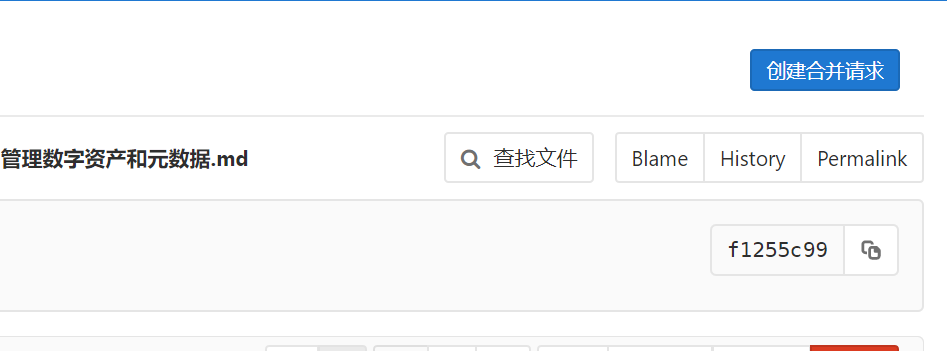 创建合并请求
管理数字资产和元数据.md
查找文件
Blame
History
Permalink
f1255c99